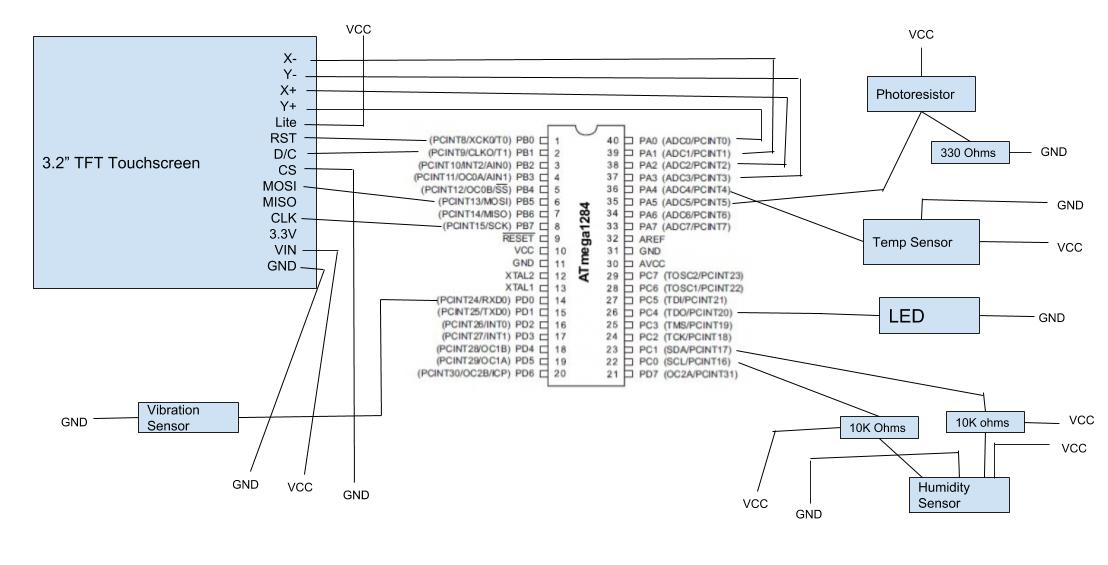 VCC
X-
Y-
X+
Y+
Lite
RST
D/C
CS
MOSI
MISO
CLK
3.3V
VIN
GND
3.2” TFT Touchscreen
(PCINT8/XCK0/T0) PB0 1
(PCINT9/CLKO/T1) PB1 2
(PCINT10/INT2/AIN0) PB2 3
(PCINT11/OC0A/AIN1) PB3 4
(PCINT12/OC0B/SS) PB4 5
(PCINT13/MOSI) PB5 6
(PCINT14/MISO) PB6 7
(PCINT15/SCK) PB7 8
RESET 9
VCC 10
GND 11
XTAL2 12
XTAL1 13
(PCINT24/RXD0) PD0 14
(PCINT25/TXD0) PD1 15
(PCINT26/INT0) PD2 16
(PCINT27/INT1) PD3 17
(PCINT28/OC1B) PD4 18
(PCINT29/OC1A) PD5 19
(PCINT30/OC2B/ICP) PD6 20
ATmega1284
40 PA0 (ADC0/PCINT0)
39 PA1 (ADC1/PCINT1)
38 PA2 (ADC2/PCINT2)
37 PA3 (ADC3/PCINT3)
36 PA4 (ADC4/PCINT4)
35 PA5 (ADC5/PCINT5)
34 PA6 (ADC6/PCINT6)
33 PA7 (ADC7/PCINT7)
32 AREF
31 GND
30 AVCC
29 PC7 (TOSC2/PCINT23)
28 PC6 (TOSC1/PCINT22)
27 PC5 (TDI/PCINT21)
26 PC4 (TDO/PCINT20)
25 PC3 (TMS/PCINT19)
24 PC2 (TCK/PCINT18)
23 PC1 (SDA/PCINT17)
22 PC0 (SCL/PCINT16)
21 PD7 (OC2A/PCINT31)
VCC
Photoresistor
330 Ohms
GND
GND
Temp Sensor
VCC
LED
GND
10K Ohms
10K ohms
VCC
VCC
Humidity
Sensor
VCC
GND
GND
Vibration
Sensor
GND
VCC
GND